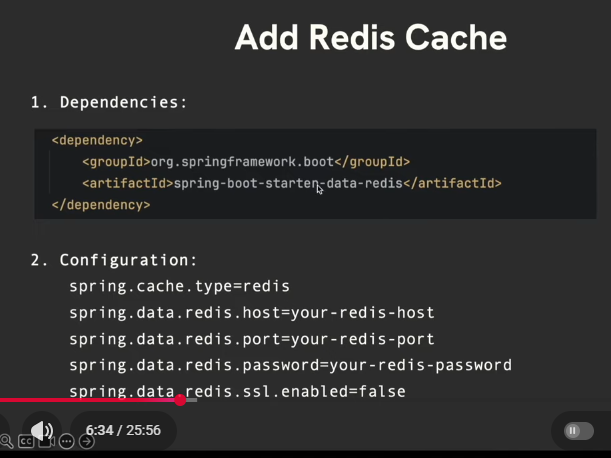 Add Redis Cache
1. Dependencies:
<dependency>
<groupId>org.springframework.boot</groupId>
<artifactId>spring-boot-starter-data-redis</artifactId>
</dependency>
2. Configuration:
spring.cache.type=redis
spring.data.redis.host=your-redis-host
spring.data.redis.port=your-redis-port
spring.data.redis.password=your-redis-password
spring.data.redis.ssl.enabled=false
6:34 / 25:56
CC